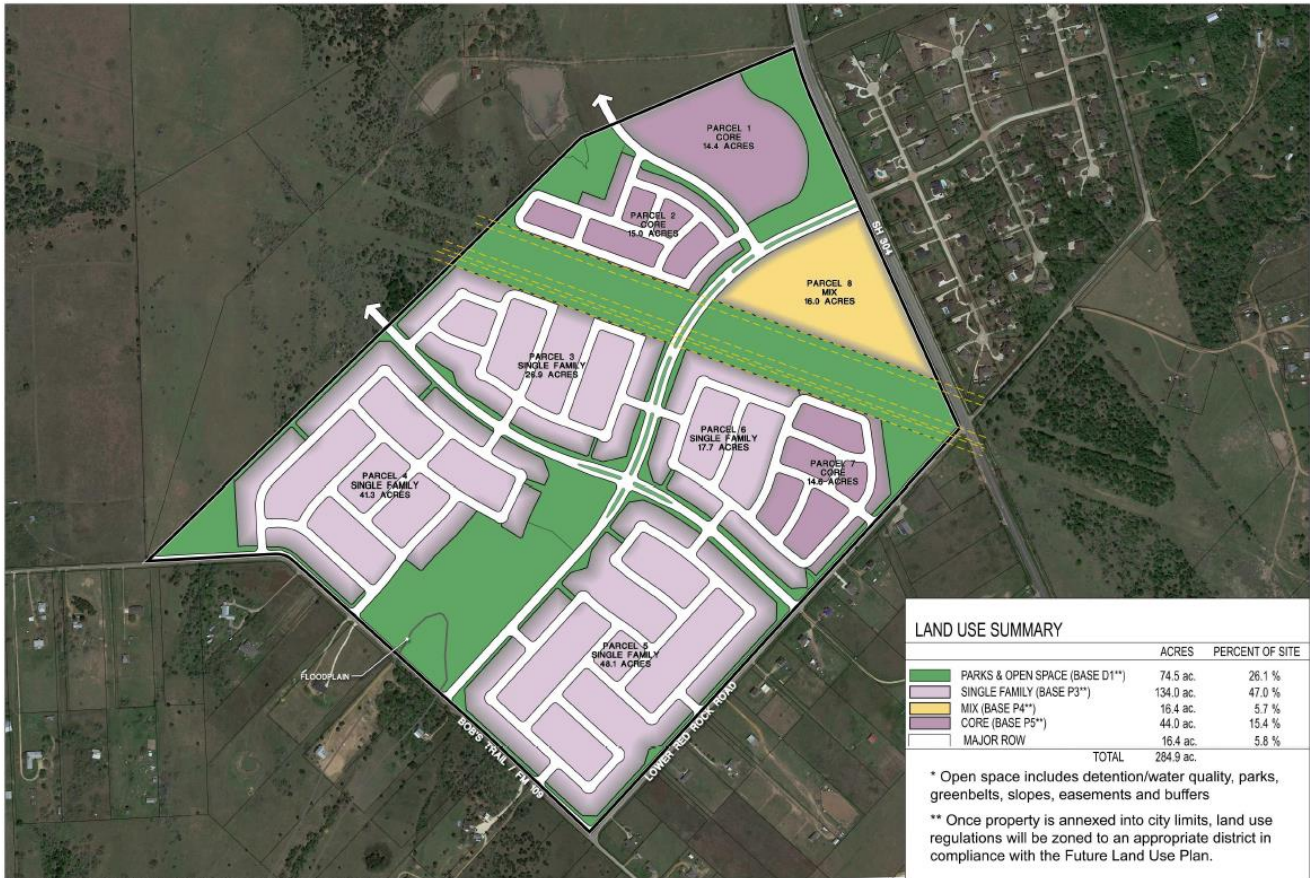 PARCEL 1
CORE
14.4 ACRES
PARCEL 2
CORE
15.0 ACRES
SH 304
PARCEL 8
MIX
16.0 ACRES
PARCEL 3
SINGLE FAMILY
26.9 ACRES
PARCEL 6
SINGLE FAMILY
17.7 ACRES
PARCEL 7
CORE
14.6 ACRES
PARCEL 4
SINGLE FAMILY
41.3 ACRES
PARCEL 5
SINGLE FAMILY
48.1 ACRES
FLOODPLAIN
BOB'S TRAIL / FM 109
LOWER RED ROCK ROAD
LAND USE SUMMARY
ACRES PERCENT OF SITE
PARKS & OPEN SPACE (BASE D1**) 74.5 ac. 26.1 %
SINGLE FAMILY (BASE P3**) 134.0 ac. 47.0 %
MIX (BASE P4**) 16.4 ac. 5.7 %
CORE (BASE P5**) 44.0 ac. 15.4 %
MAJOR ROW 16.4 ac. 5.8 %
TOTAL 284.9 ac.
* Open space includes detention/water quality, parks,
greenbelts, slopes, easements and buffers
** Once property is annexed into city limits, land use
regulations will be zoned to an appropriate district in
compliance with the Future Land Use Plan.